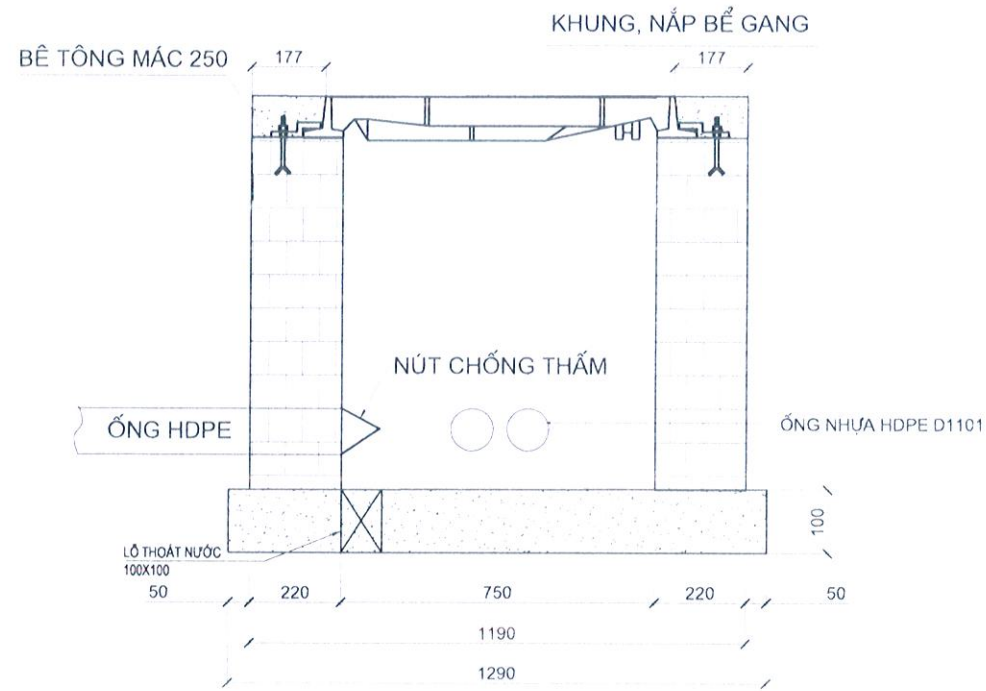 KHUNG, NẮP BỂ GANG
BÊ TÔNG MÁC 250
177
177
NÚT CHỐNG THẤM
ỐNG HDPE
ỐNG NHỰA HDPE D1101
100
LỖ THOÁT NƯỚC
100X100
50
220
750
220
50
1190
1290